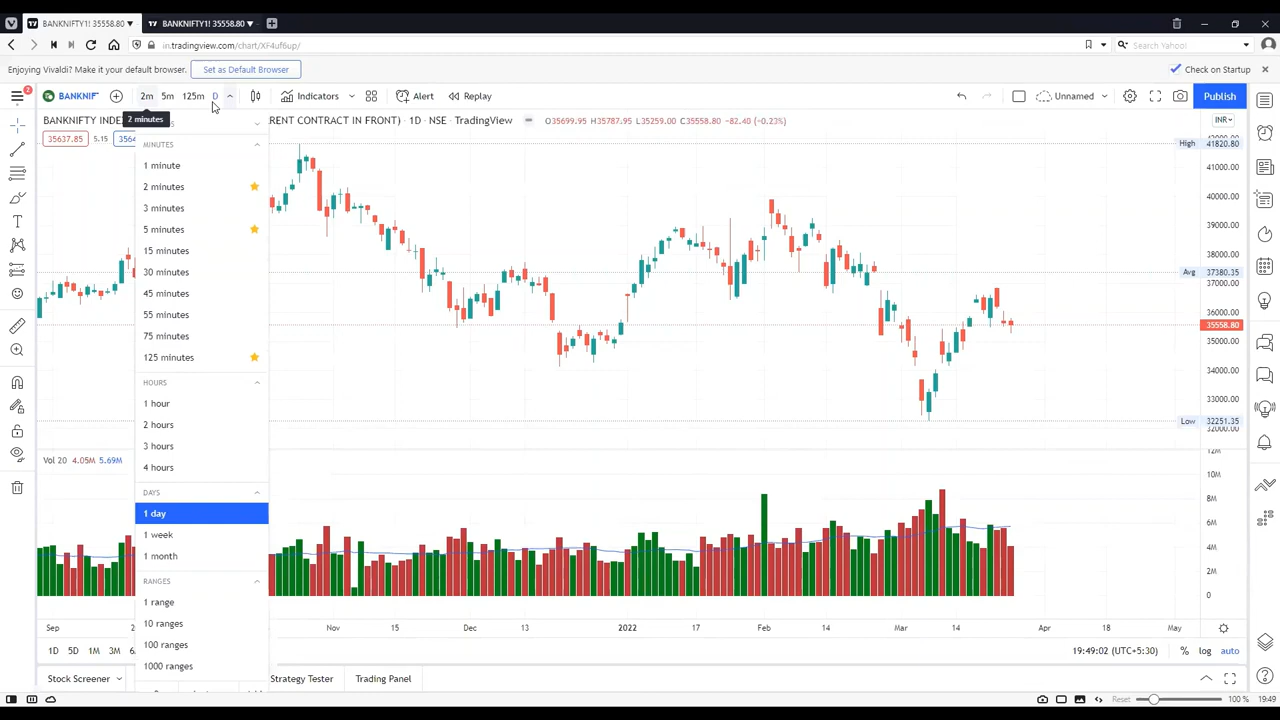 BANKNIFTY1! 35558.80 ▼
BANKNIFTY1! 35558.80 ▼
in.tradingview.com/chart/XF4uf6up/
Search Yahoo!
Enjoying Vivaldi? Make it your default browser.
Set as Default Browser
Check on Startup
2
BANKNIF
2m 5m 125m D
Indicators
Alert
Replay
Unnamed
Publish
BANKNIFTY INDE
RENT CONTRACT IN FRONT) · 1D · NSE · TradingView
O35699.95 H35787.95 L35259.00 C35558.80 -82.40 (-0.23%)
INR
2 minutes
35637.85 5.15 3564
MINUTES
1 minute
2 minutes
3 minutes
5 minutes
15 minutes
30 minutes
45 minutes
55 minutes
75 minutes
125 minutes
HOURS
1 hour
2 hours
3 hours
4 hours
DAYS
1 day
1 week
1 month
RANGES
1 range
10 ranges
100 ranges
1000 ranges
High 41820.80
41000.00
40000.00
39000.00
38000.00
Avg 37380.35
37000.00
36000.00
35558.80
35000.00
34000.00
33000.00
Low 32251.35
32000.00
Vol 20 4.05M 5.69M
12M
10M
8M
6M
4M
2M
0
Sep Nov 15 Dec 13 2022 Feb 14 Mar 14 Apr 18 May
1D 5D 1M 3M
19:49:02 (UTC+5:30)
% log auto
Stock Screener
Strategy Tester
Trading Panel
Reset
100 %
19:49